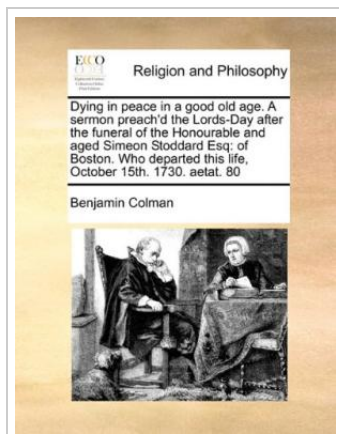 ECCO
Religion and Philosophy
Dying in peace in a good old age. A
sermon preach'd the Lords-Day after
the funeral of the Honourable and
aged Simeon Stoddard Esq: of
Boston. Who departed this life,
October 15th. 1730. aetat. 80
Benjamin Colman